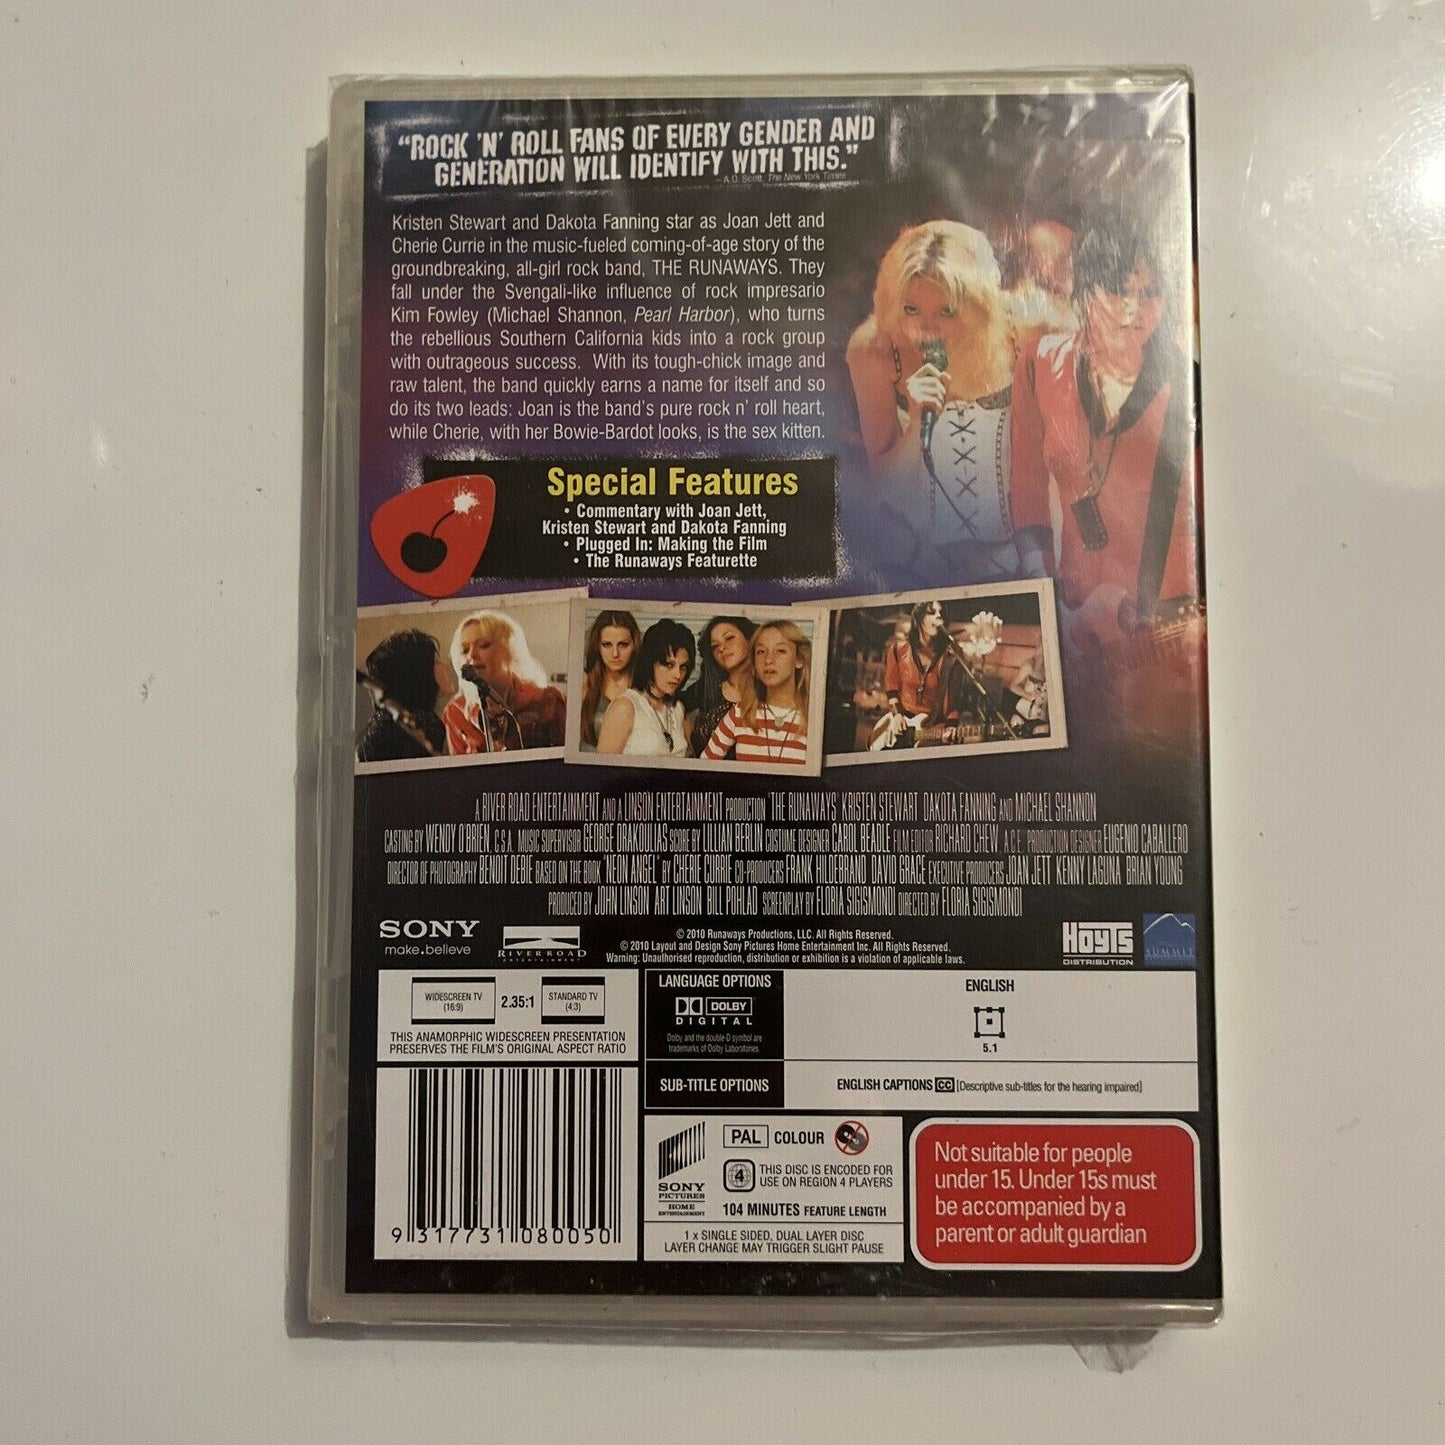 “ROCK 'N' ROLL FANS OF EVERY GENDER AND
GENERATION WILL IDENTIFY WITH THIS.”
– A.O. Scott, The New York Times
Kristen Stewart and Dakota Fanning star as Joan Jett and
Cherie Currie in the music-fueled coming-of-age story of the
groundbreaking, all-girl rock band, THE RUNAWAYS. They
fall under the Svengali-like influence of rock impresario
Kim Fowley (Michael Shannon, Pearl Harbor), who turns
the rebellious Southern California kids into a rock group
with outrageous success. With its tough-chick image and
raw talent, the band quickly earns a name for itself and so
do its two leads: Joan is the band's pure rock n' roll heart,
while Cherie, with her Bowie-Bardot looks, is the sex kitten.
Special Features
• Commentary with Joan Jett,
Kristen Stewart and Dakota Fanning
• Plugged In: Making the Film
• The Runaways Featurette
A RIVER ROAD ENTERTAINMENT AND A LINSON ENTERTAINMENT PRODUCTION 'THE RUNAWAYS' KRISTEN STEWART DAKOTA FANNING AND MICHAEL SHANNON
CASTING BY WENDY O'BRIEN, C.S.A. MUSIC SUPERVISOR GEORGE DRAKOULIAS SCORE BY LILLIAN BERLIN COSTUME DESIGNER CAROL BEADLE FILM EDITOR RICHARD CHEW A.C.E. PRODUCTION DESIGNER EUGENIO CABALLERO
DIRECTOR OF PHOTOGRAPHY BENOIT DEBIE BASED ON THE BOOK "NEON ANGEL" BY CHERIE CURRIE CO-PRODUCERS FRANK HILDEBRAND DAVID GRACE EXECUTIVE PRODUCERS JOAN JETT KENNY LAGUNA BRIAN YOUNG
PRODUCED BY JOHN LINSON ART LINSON BILL POHLAD SCREENPLAY BY FLORIA SIGISMONDI DIRECTED BY FLORIA SIGISMONDI
SONY
make.believe
RIVER ROAD
ENTERTAINMENT
© 2010 Runaways Productions, LLC. All Rights Reserved.
© 2010 Layout and Design Sony Pictures Home Entertainment Inc. All Rights Reserved.
Warning: Unauthorised reproduction, distribution or exhibition is a violation of applicable laws.
HOYTS
DISTRIBUTION
SUMMIT
WIDESCREEN TV
(16:9)
2.35:1
STANDARD TV
(4:3)
THIS ANAMORPHIC WIDESCREEN PRESENTATION
PRESERVES THE FILM'S ORIGINAL ASPECT RATIO
LANGUAGE OPTIONS
DOLBY
DIGITAL
Dolby and the double-D symbol are
trademarks of Dolby Laboratories.
ENGLISH
5.1
SUB-TITLE OPTIONS
ENGLISH CAPTIONS CC [Descriptive sub-titles for the hearing impaired]
9 317731 080050
SONY
PICTURES
HOME
ENTERTAINMENT
PAL COLOUR
4
THIS DISC IS ENCODED FOR
USE ON REGION 4 PLAYERS
104 MINUTES FEATURE LENGTH
1 x SINGLE SIDED, DUAL LAYER DISC
LAYER CHANGE MAY TRIGGER SLIGHT PAUSE
Not suitable for people
under 15. Under 15s must
be accompanied by a
parent or adult guardian